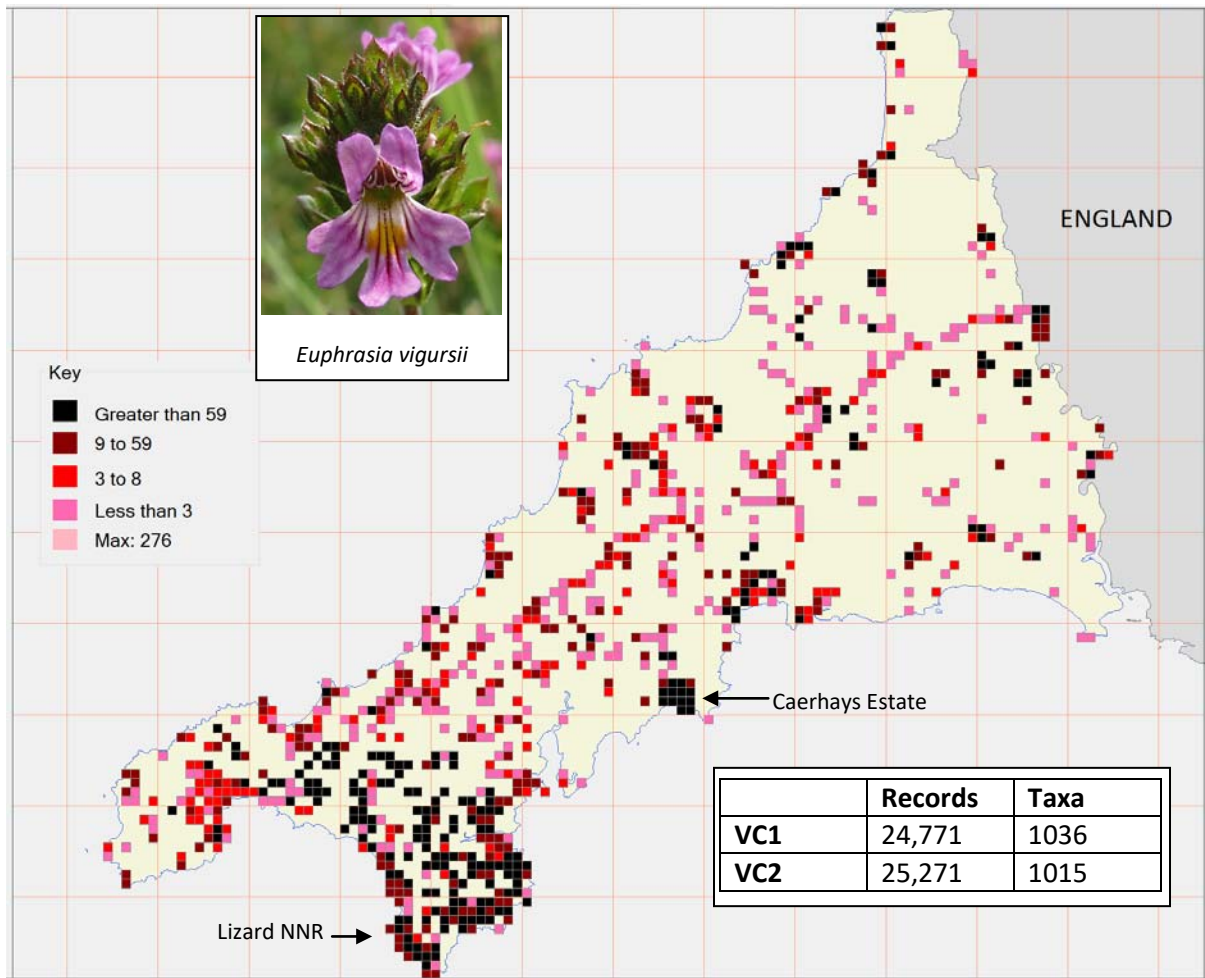 Euphrasia vigursii
ENGLAND
Key
Greater than 59
9 to 59
3 to 8
Less than 3
Max: 276
Caerhays Estate
Records Taxa
VC1 24,771 1036
VC2 25,271 1015
Lizard NNR